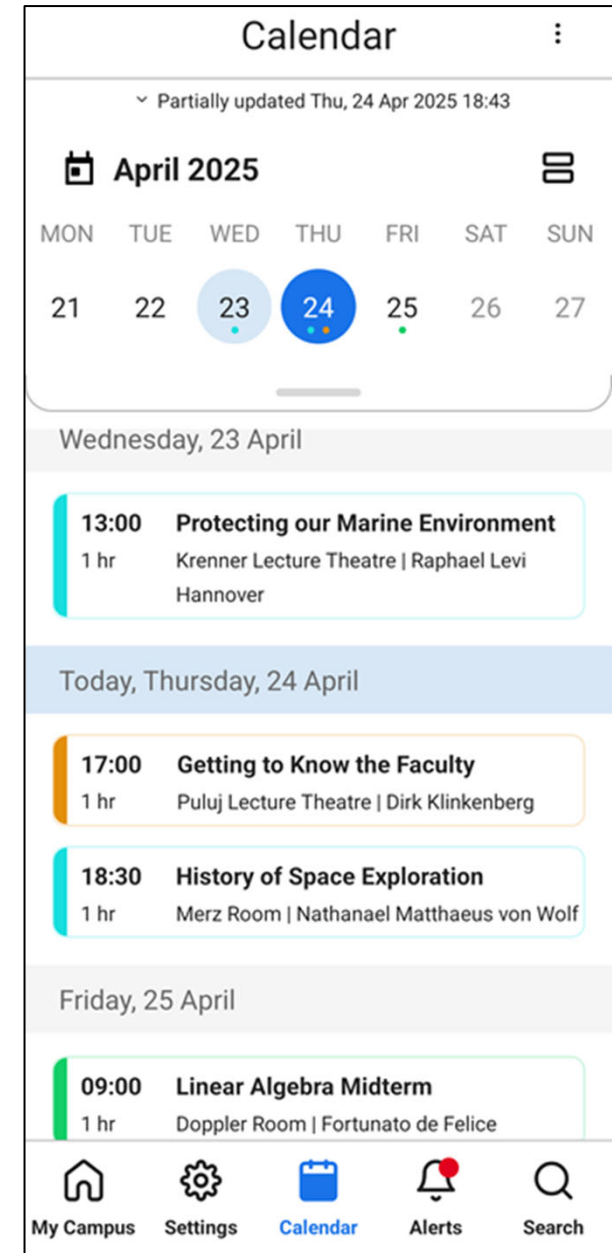 Calendar
Partially updated Thu, 24 Apr 2025 18:43
April 2025
MON TUE WED THU FRI SAT SUN
21 22 23 24 25 26 27
Wednesday, 23 April
13:00 Protecting our Marine Environment
1 hr Krenner Lecture Theatre | Raphael Levi
Hannover
Today, Thursday, 24 April
17:00 Getting to Know the Faculty
1 hr Puluj Lecture Theatre | Dirk Klinkenberg
18:30 History of Space Exploration
1 hr Merz Room | Nathanael Matthaeus von Wolf
Friday, 25 April
09:00 Linear Algebra Midterm
1 hr Doppler Room | Fortunato de Felice
My Campus Settings Calendar Alerts Search